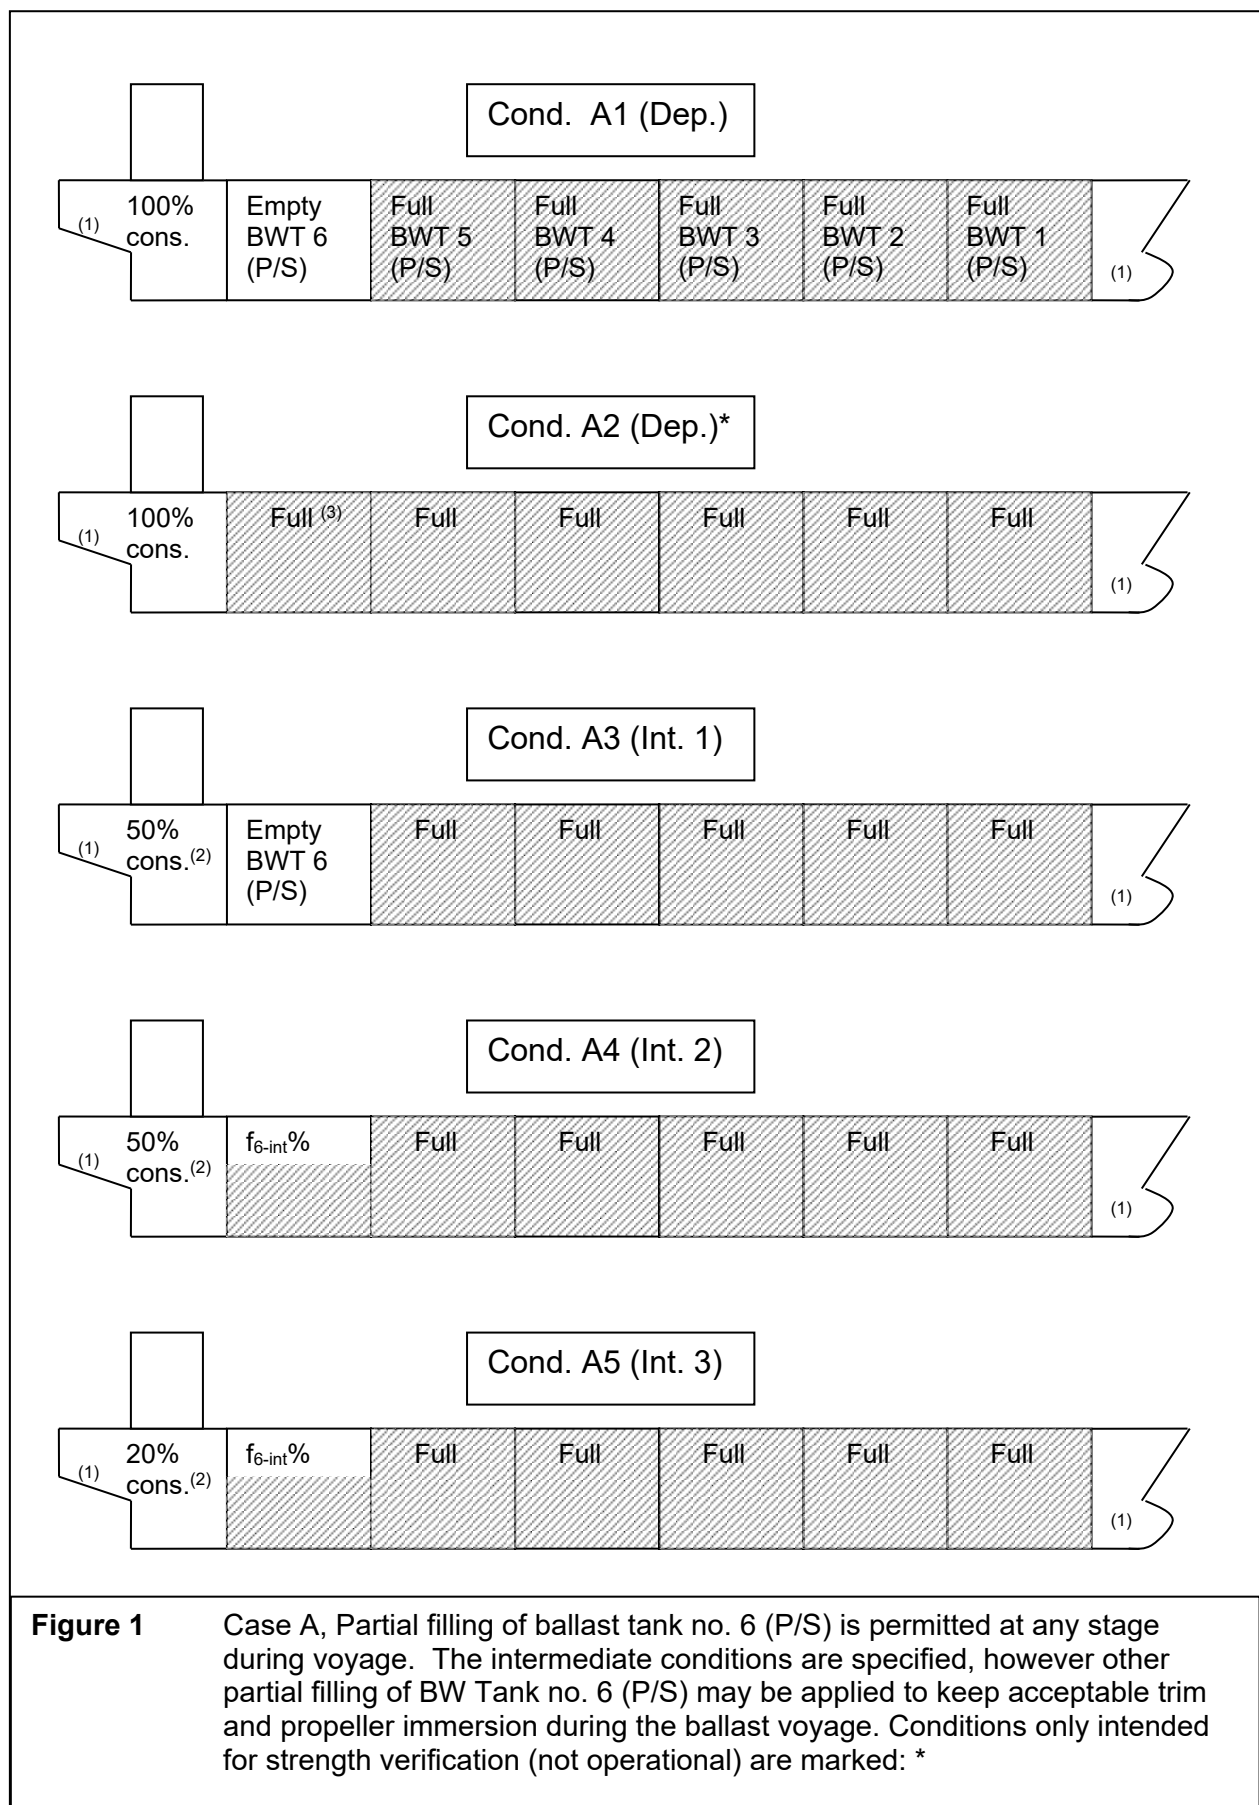 Cond. A1 (Dep.)
(1) 100% cons. Empty BWT 6 (P/S) Full BWT 5 (P/S) Full BWT 4 (P/S) Full BWT 3 (P/S) Full BWT 2 (P/S) Full BWT 1 (P/S) (1)
Cond. A2 (Dep.)*
(1) 100% cons. Full (3) Full Full Full Full Full (1)
Cond. A3 (Int. 1)
(1) 50% cons.(2) Empty BWT 6 (P/S) Full Full Full Full Full (1)
Cond. A4 (Int. 2)
(1) 50% cons.(2) f6-int% Full Full Full Full Full (1)
Cond. A5 (Int. 3)
(1) 20% cons.(2) f6-int% Full Full Full Full Full (1)
Figure 1 Case A, Partial filling of ballast tank no. 6 (P/S) is permitted at any stage
during voyage. The intermediate conditions are specified, however other
partial filling of BW Tank no. 6 (P/S) may be applied to keep acceptable trim
and propeller immersion during the ballast voyage. Conditions only intended
for strength verification (not operational) are marked: *